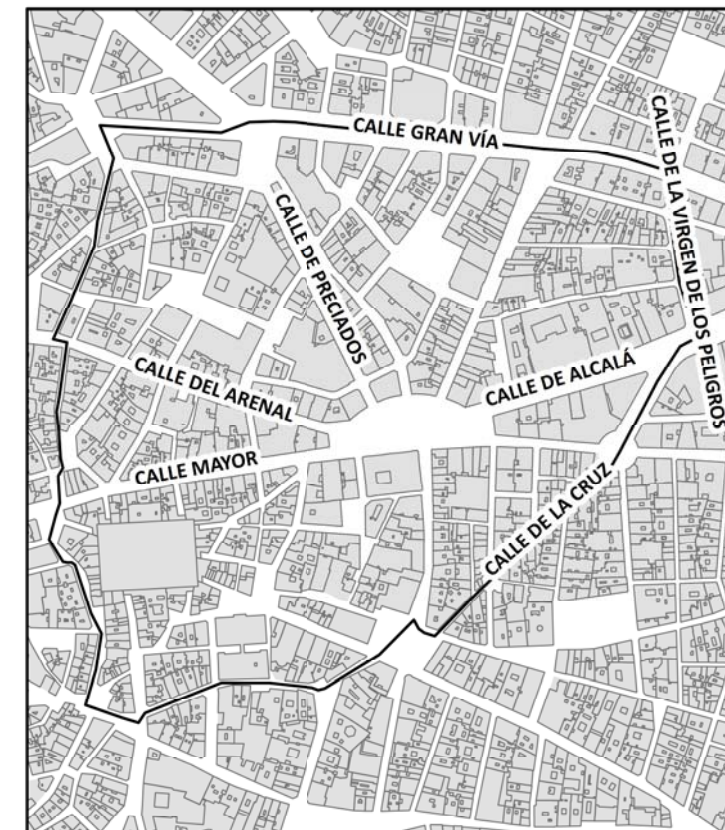 CALLE GRAN VÍA
CALLE DE LA VIRGEN DE LOS PELIGROS
CALLE DE PRECIADOS
CALLE DEL ARENAL
CALLE DE ALCALÁ
CALLE MAYOR
CALLE DE LA CRUZ